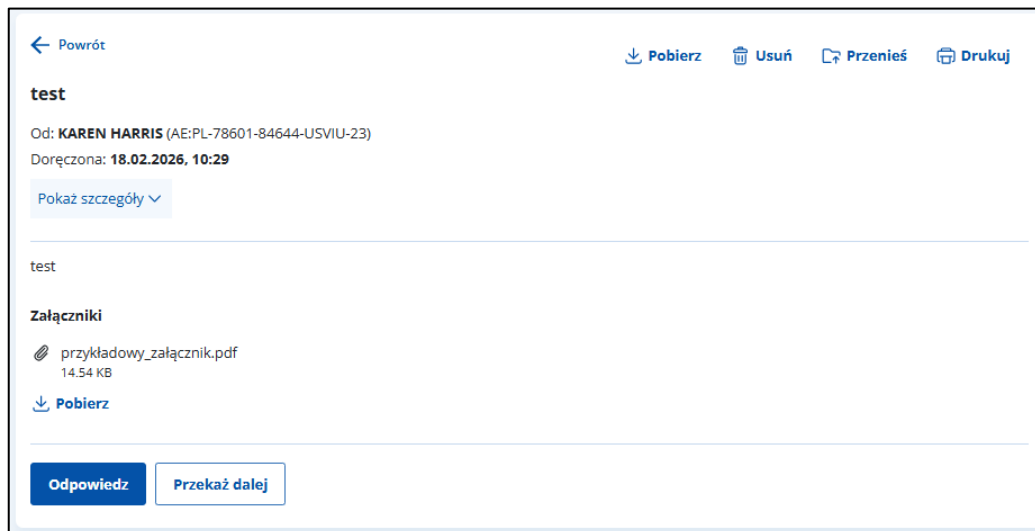 Powrót
Pobierz Usuń Przenieś Drukuj
test
Od: KAREN HARRIS (AE:PL-78601-84644-USVIU-23)
Doręczona: 18.02.2026, 10:29
Pokaż szczegóły
test
Załączniki
przykładowy_załącznik.pdf
14.54 KB
Pobierz
Odpowiedz Przekaż dalej